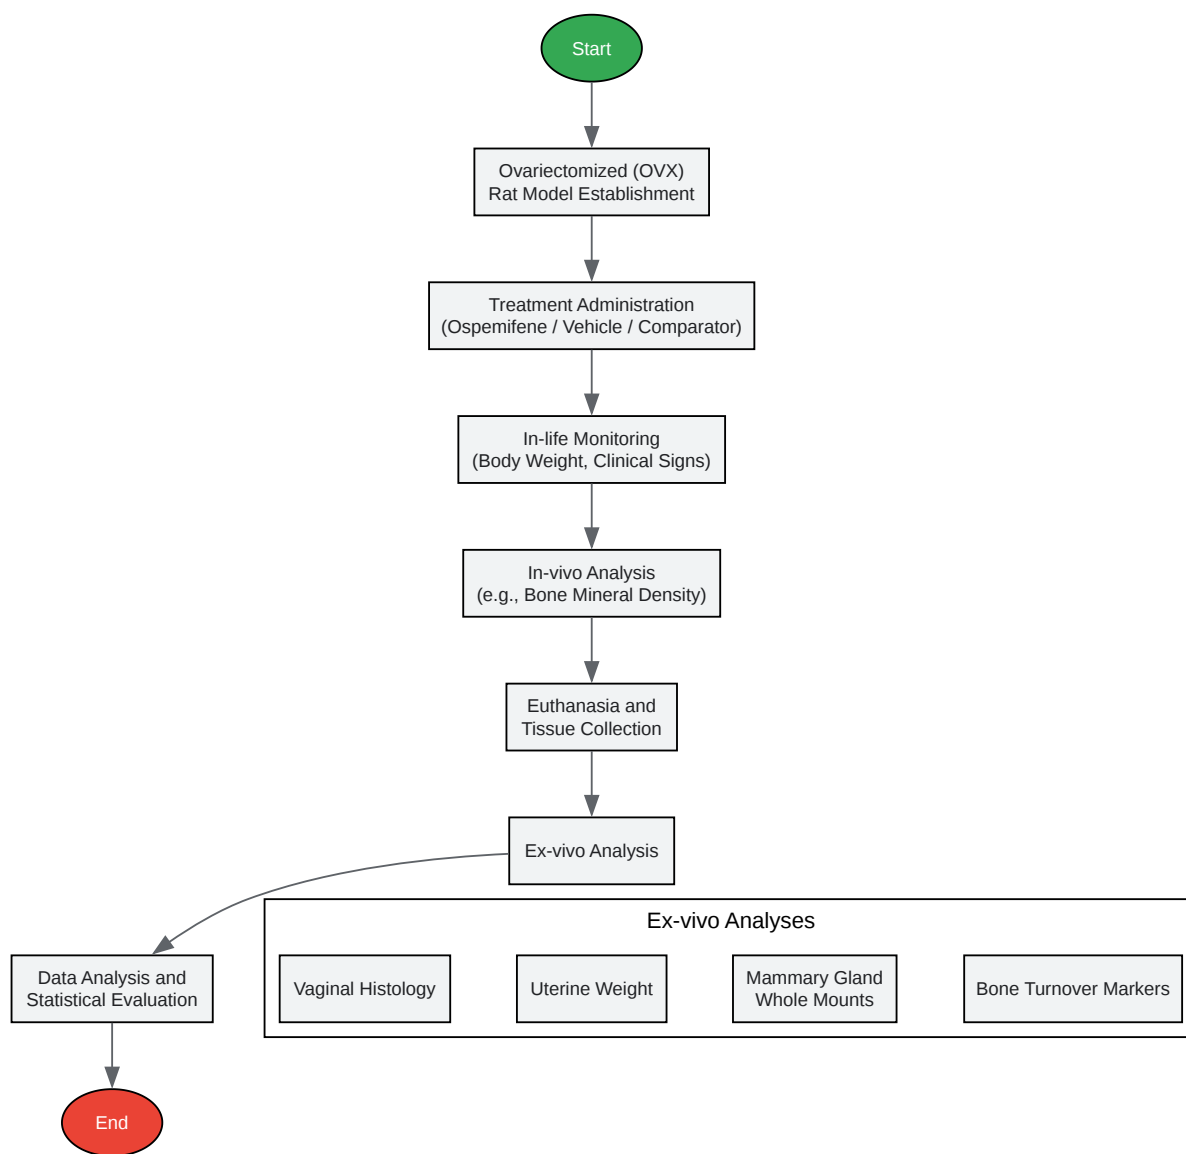 Start
Ovariectomized (OVX)
Rat Model Establishment
Treatment Administration
(Ospemifene / Vehicle / Comparator)
In-life Monitoring
(Body Weight, Clinical Signs)
In-vivo Analysis
(e.g., Bone Mineral Density)
Euthanasia and
Tissue Collection
Ex-vivo Analysis
Ex-vivo Analyses
Data Analysis and
Statistical Evaluation
Vaginal Histology
Uterine Weight
Mammary Gland
Whole Mounts
Bone Turnover Markers
End